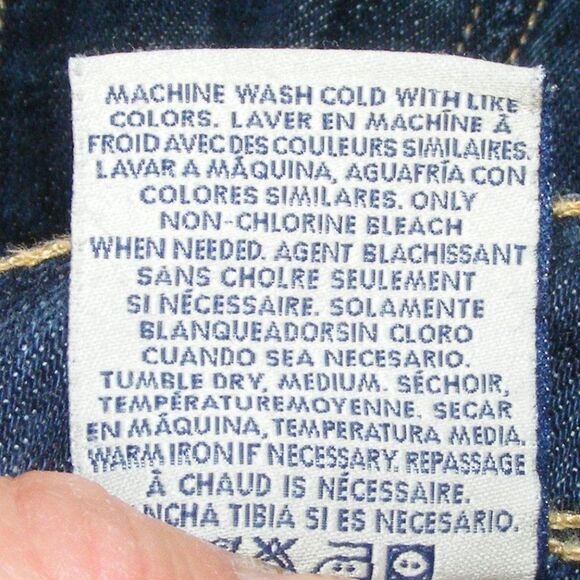 MACHINE WASH COLD WITH LIKE
COLORS. LAVER EN MACHÎNE Â
FROID AVEC DES COULEURS SIMILAIRES.
LAVAR A MÁQUINA, AGUAFRÍA CON
COLORES SIMILARES. ONLY
NON-CHLORINE BLEACH
WHEN NEEDED. AGENT BLACHISSANT
SANS CHOLRE SEULEMENT
SI NÉCESSAIRE. SOLAMENTE
BLANQUEADORSIN CLORO
CUANDO SEA NECESARIO.
TUMBLE DRY, MEDIUM. SÉCHOIR,
TEMPÉRATUREMOYENNE. SECAR
EN MÁQUINA, TEMPERATURA MEDIA.
WARM IRON IF NECESSARY. REPASSAGE
Â CHAUD IS NÉCESSAIRE.
TIBIA SI ES NECESARIO.